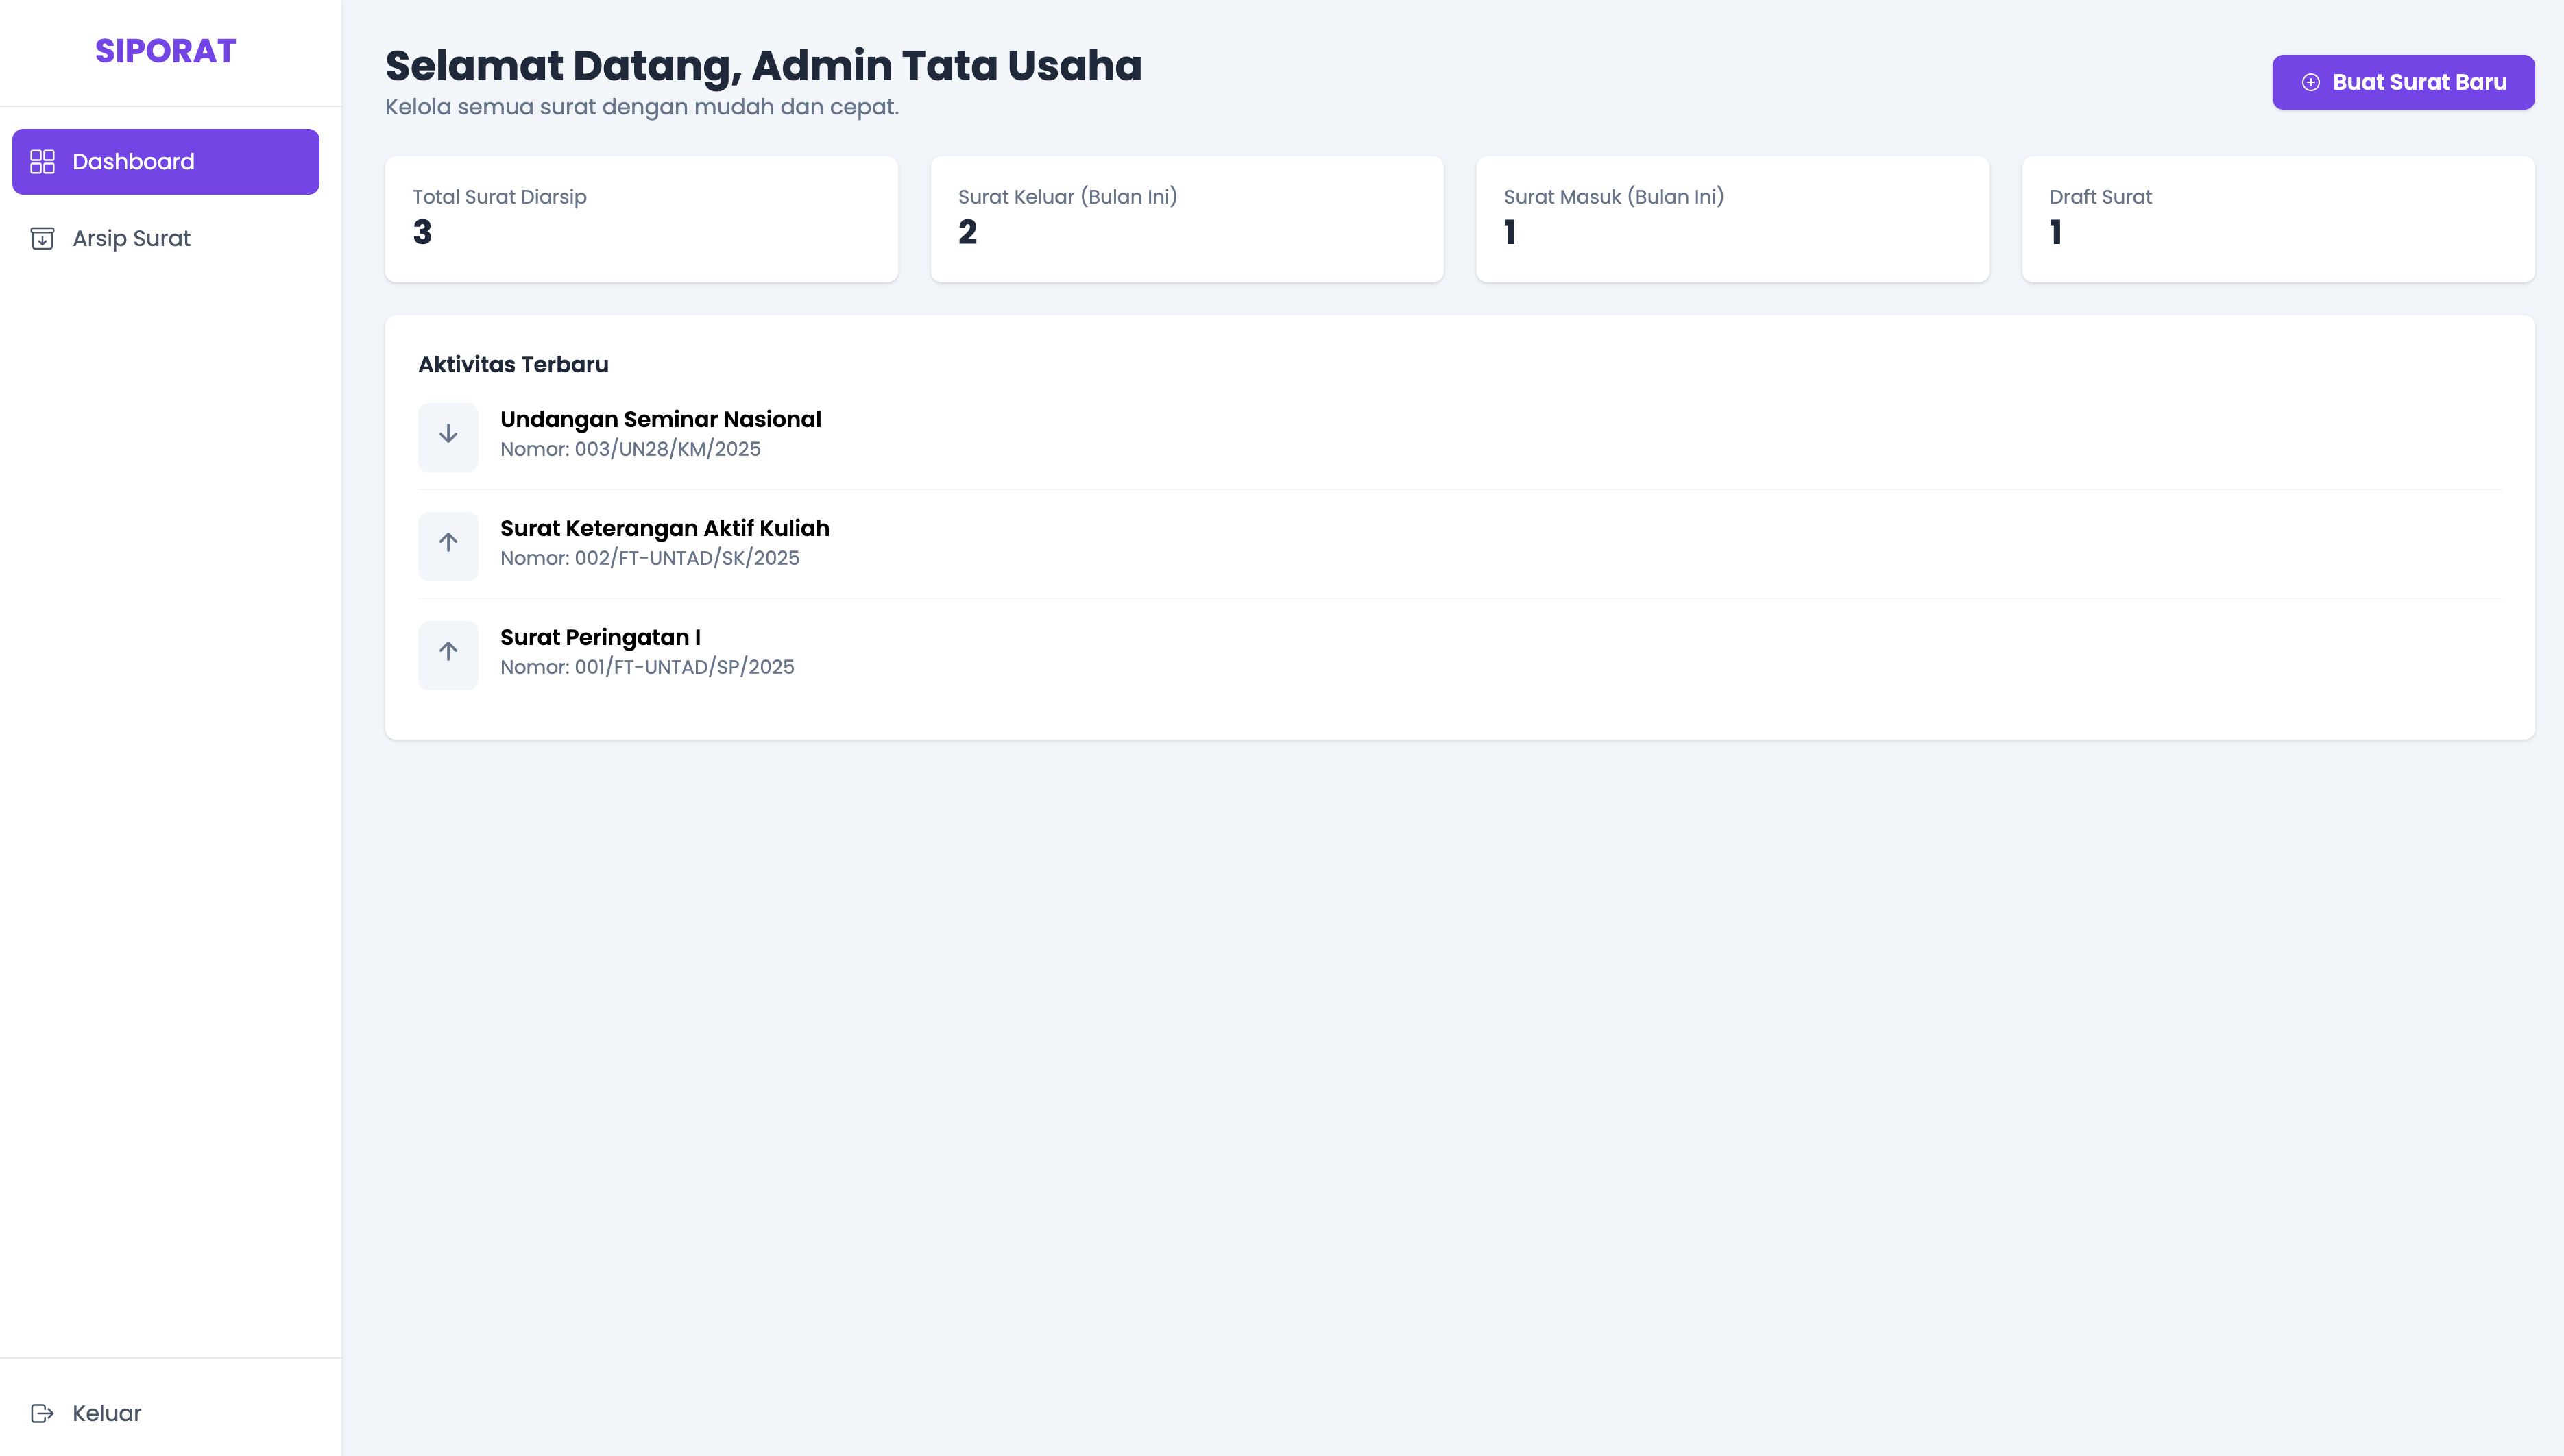 SIPORAT
Dashboard
Arsip Surat
Keluar
Selamat Datang, Admin Tata Usaha
Kelola semua surat dengan mudah dan cepat.
Buat Surat Baru
Total Surat Diarsip
3
Surat Keluar (Bulan Ini)
2
Surat Masuk (Bulan Ini)
1
Draft Surat
1
Aktivitas Terbaru
Undangan Seminar Nasional
Nomor: 003/UN28/KM/2025
Surat Keterangan Aktif Kuliah
Nomor: 002/FT-UNTAD/SK/2025
Surat Peringatan I
Nomor: 001/FT-UNTAD/SP/2025